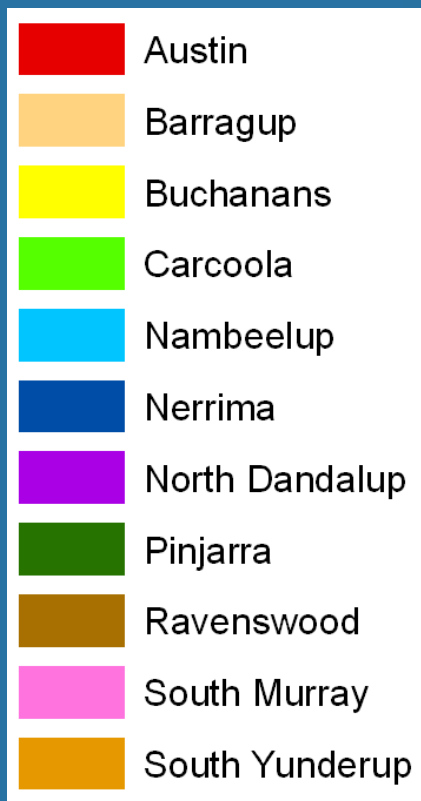 Austin
Barragup
Buchanans
Carcoola
Nambeelup
Nerrima
North Dandalup
Pinjarra
Ravenswood
South Murray
South Yunderup